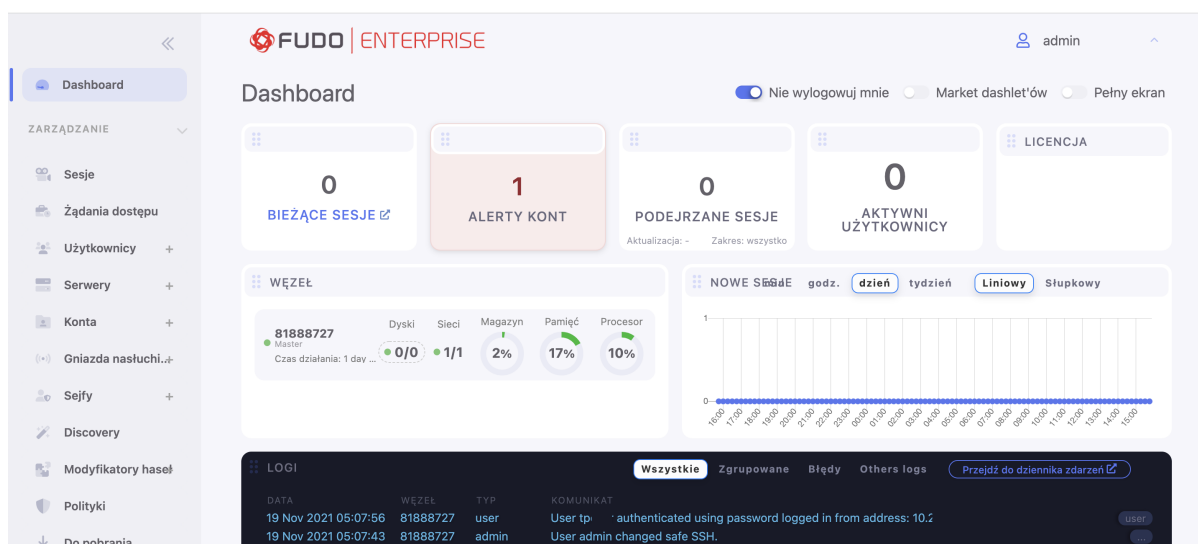 FUDO ENTERPRISE
admin
Dashboard
ZARZĄDZANIE
Sesje
Żądania dostępu
Użytkownicy +
Serwery +
Konta +
Gniazda nasłuchi..+
Sejfy +
Discovery
Modyfikatory haseł
Polityki
Do pobrania
Dashboard
Nie wylogowuj mnie Market dashlet'ów Pełny ekran
0
BIEŻĄCE SESJE
1
ALERTY KONT
0
PODEJRZANE SESJE
Aktualizacja: - Zakres: wszystko
0
AKTYWNI
UŻYTKOWNICY
LICENCJA
WĘZEŁ
81888727
Master
Czas działania: 1 day ...
Dyski Sieci Magazyn Pamięć Procesor
0/0 1/1 2% 17% 10%
NOWE SESJE godz. dzień tydzień Liniowy Słupkowy
1
0
16:00 17:00 18:00 19:00 20:00 21:00 22:00 23:00 00:00 01:00 02:00 03:00 04:00 05:00 06:00 07:00 08:00 09:00 10:00 11:00 12:00 13:00 14:00 15:00
LOGI Wszystkie Zgrupowane Błędy Others logs Przejdź do dziennika zdarzeń
DATA WĘZEŁ TYP KOMUNIKAT
19 Nov 2021 05:07:56 81888727 user User authenticated using password logged in from address: 10.2 user
19 Nov 2021 05:07:43 81888727 admin User admin changed safe SSH. ...